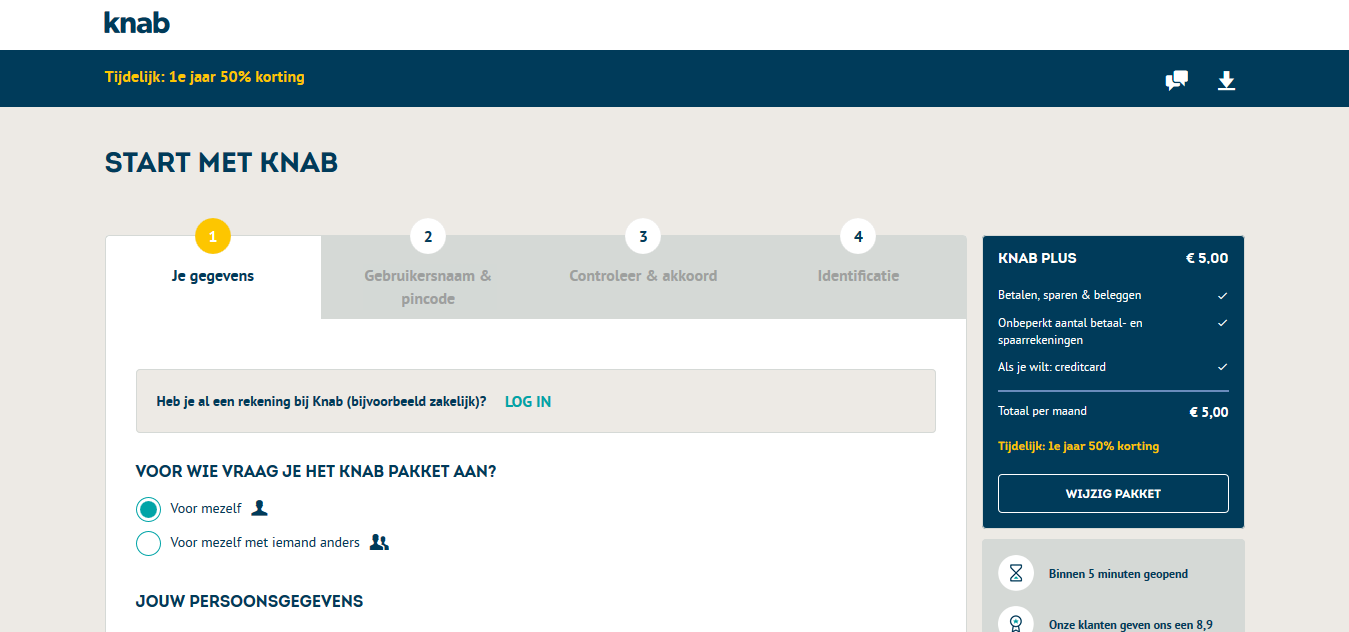 knab
Tijdelijk: 1e jaar 50% korting
START MET KNAB
1
Je gegevens
2
Gebruikersnaam &
pincode
3
Controleer & akkoord
4
Identificatie
Heb je al een rekening bij Knab (bijvoorbeeld zakelijk)? LOG IN
VOOR WIE VRAAG JE HET KNAB PAKKET AAN?
Voor mezelf
Voor mezelf met iemand anders
JOUW PERSOONSGEGEVENS
KNAB PLUS € 5,00
Betalen, sparen & beleggen
Onbeperkt aantal betaal- en
spaarrekeningen
Als je wilt: creditcard
Totaal per maand € 5,00
Tijdelijk: 1e jaar 50% korting
WIJZIG PAKKET
Binnen 5 minuten geopend
Onze klanten geven ons een 8,9